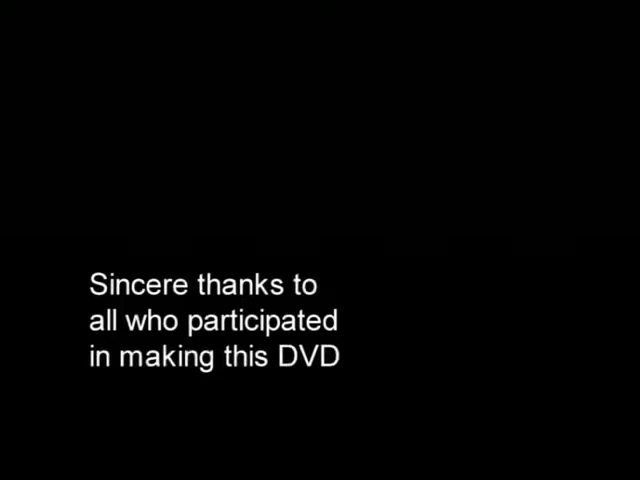 Sincere thanks to
all who participated
in making this DVD